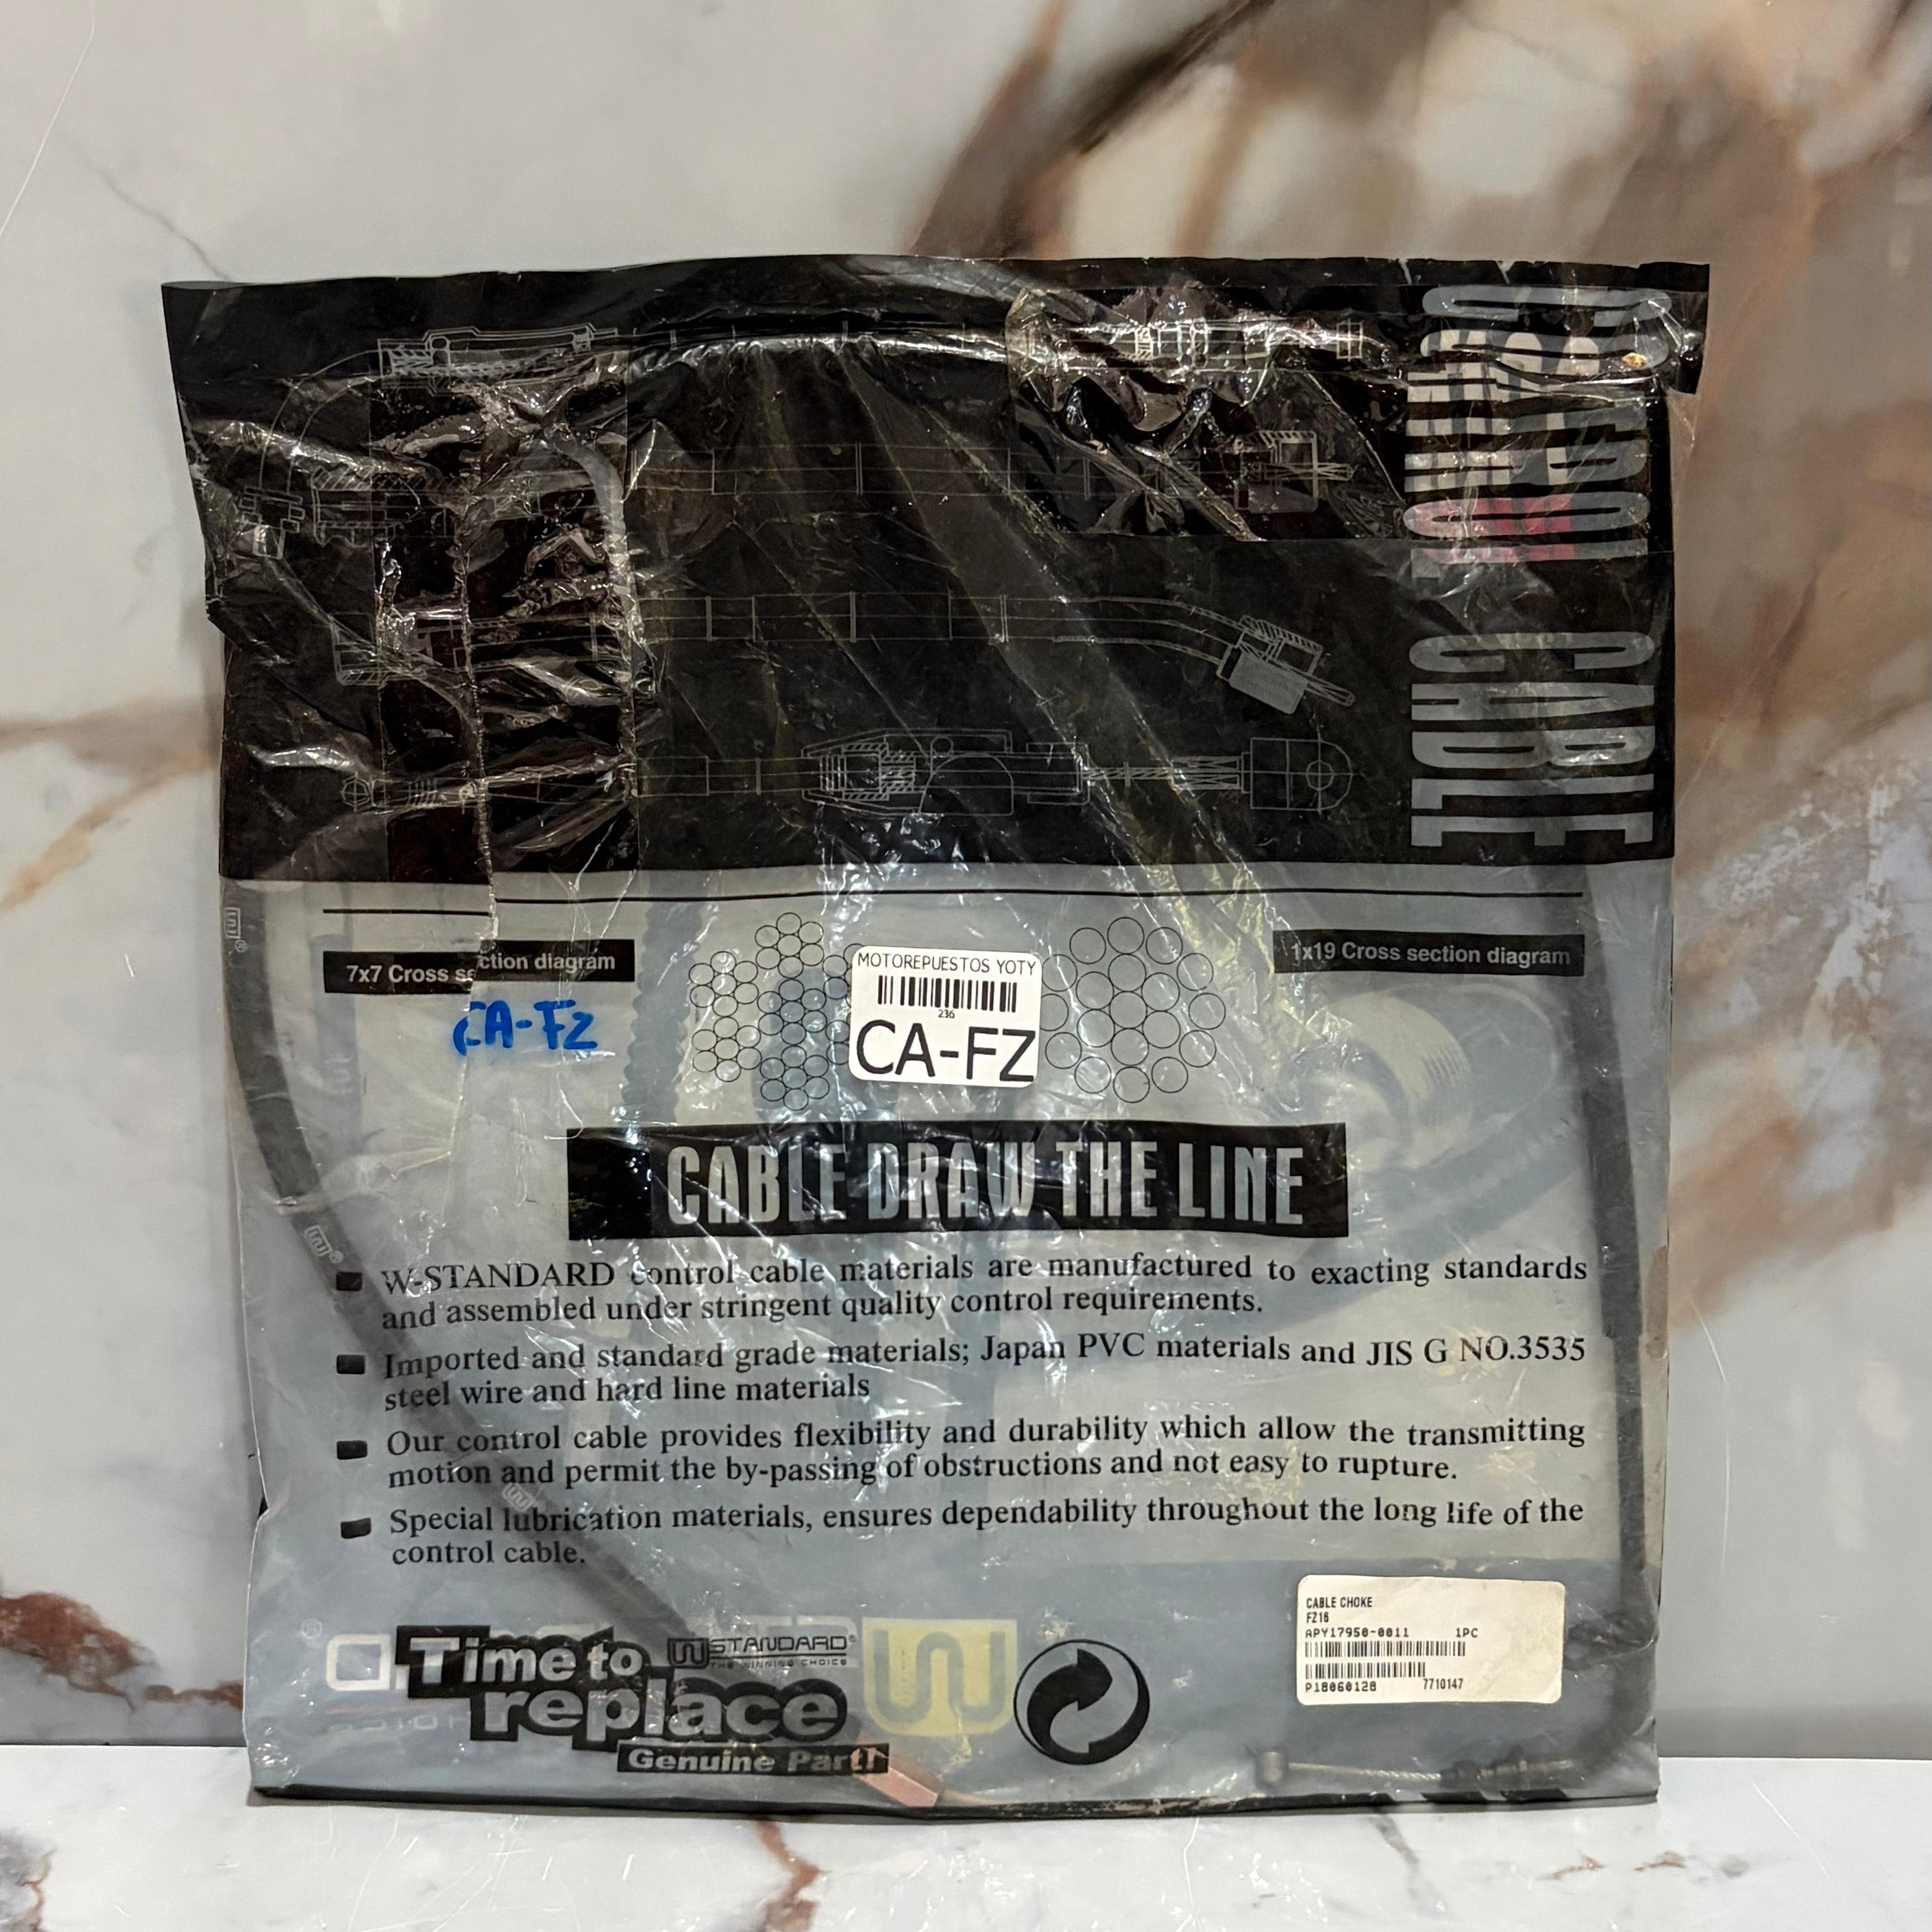 CONTROL CABLE
7x7 Cross section diagram
1x19 Cross section diagram
CA-FZ
MOTOREPUESTOS YOTY
236
CA-FZ
CABLE DRAW THE LINE
W-STANDARD control cable materials are manufactured to exacting standards
and assembled under stringent quality control requirements.
Imported and standard grade materials; Japan PVC materials and JIS G NO.3535
steel wire and hard line materials
Our control cable provides flexibility and durability which allow the transmitting
motion and permit the by-passing of obstructions and not easy to rupture.
Special lubrication materials, ensures dependability throughout the long life of the
control cable.
Time to
replace
Genuine Part!
W STANDARD®
THE WINNING CHOICE
CABLE CHOKE
FZ16
APY17950-0011 1PC
P18060128 7710147